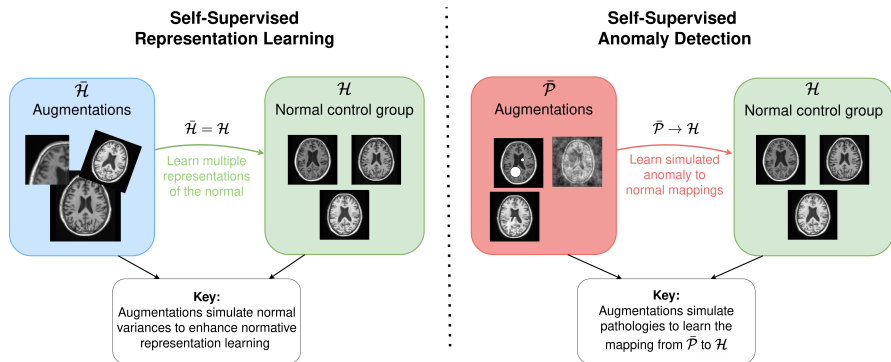 Self-Supervised
Representation Learning
H̄
Augmentations
H̄ = H
Learn multiple
representations
of the normal
H
Normal control group
Key:
Augmentations simulate normal
variances to enhance normative
representation learning
Self-Supervised
Anomaly Detection
P̄
Augmentations
P̄ → H
Learn simulated
anomaly to
normal mappings
H
Normal control group
Key:
Augmentations simulate
pathologies to learn the
mapping from P̄ to H